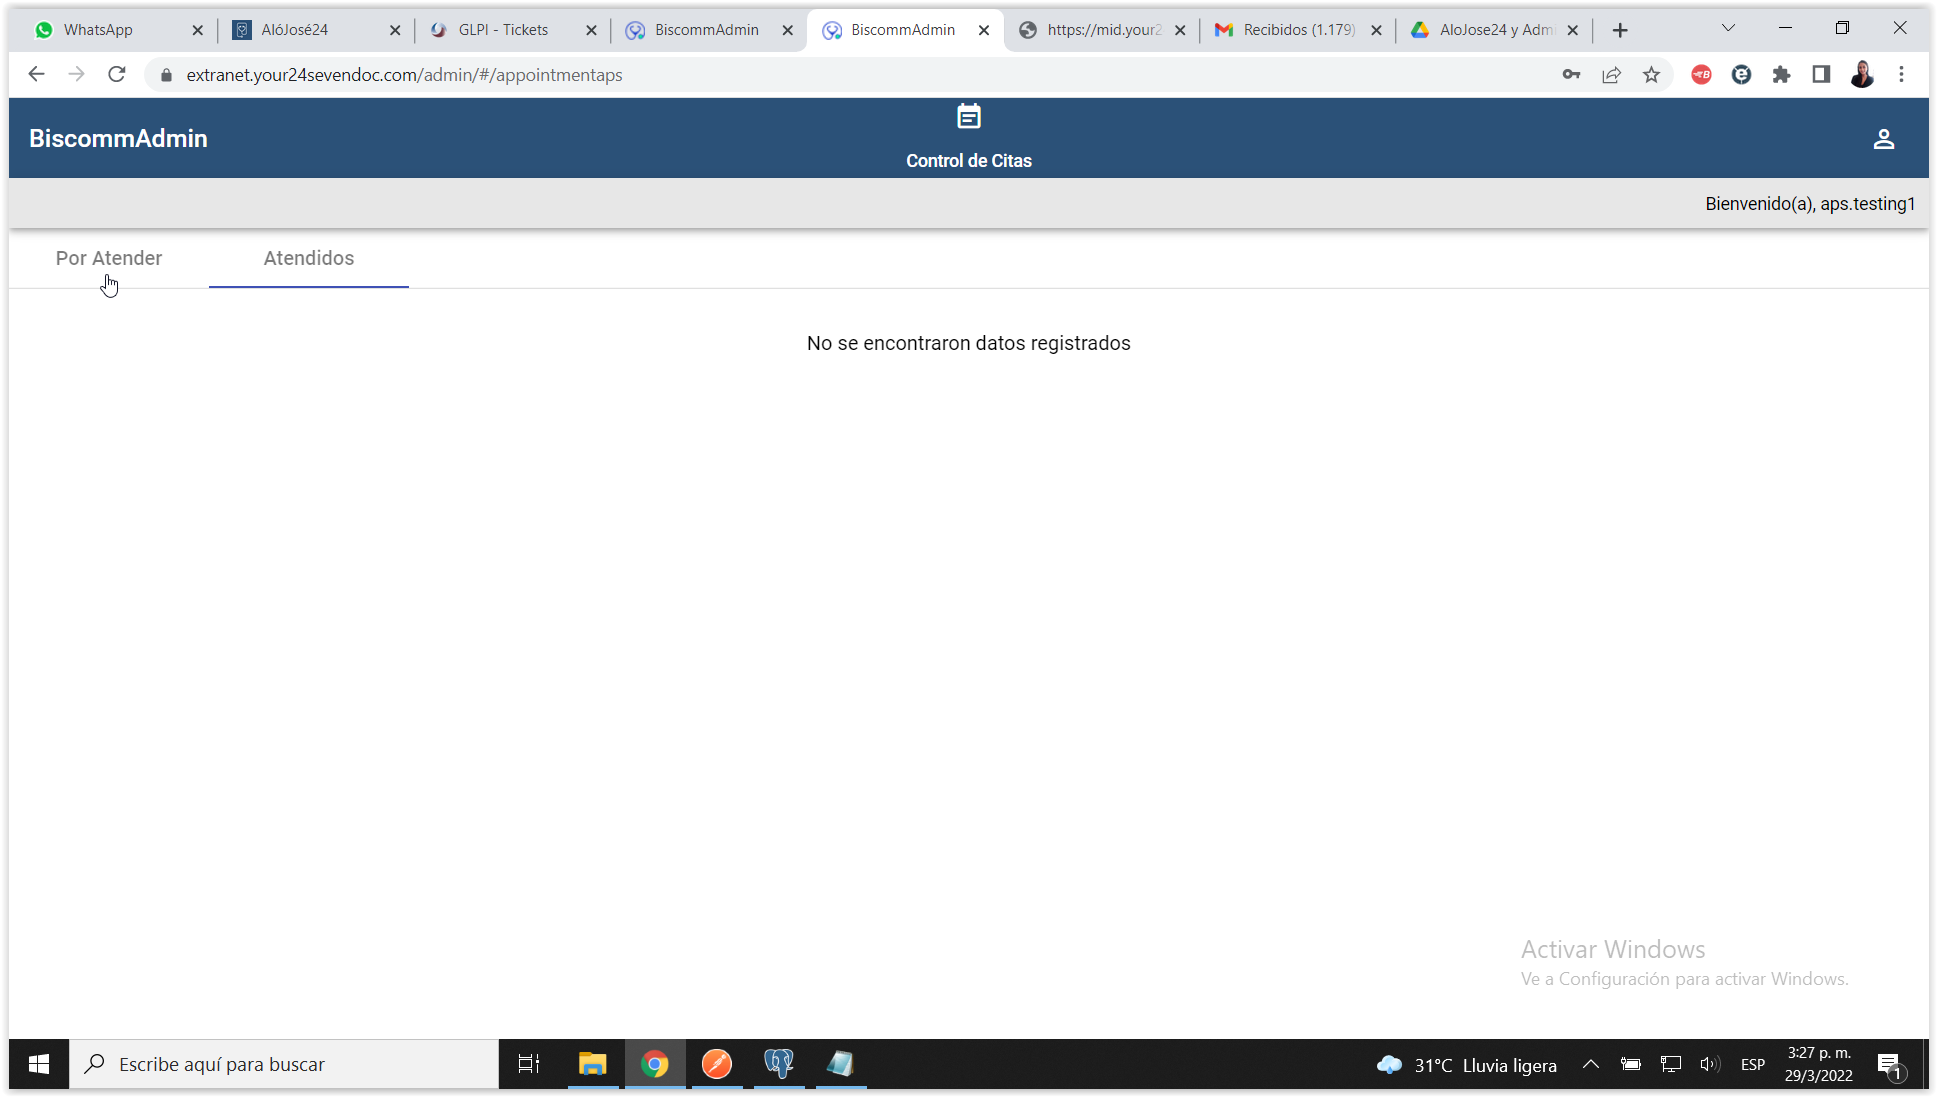 WhatsApp
AlóJosé24
GLPI - Tickets
BiscommAdmin
BiscommAdmin
https://mid.your2
Recibidos (1.179)
AloJose24 y Admi
extranet.your24sevendoc.com/admin/#/appointmentaps
BiscommAdmin
Control de Citas
Bienvenido(a), aps.testing1
Por Atender
Atendidos
No se encontraron datos registrados
Activar Windows
Ve a Configuración para activar Windows.
Escribe aquí para buscar
31°C Lluvia ligera
ESP
3:27 p. m.
29/3/2022
1